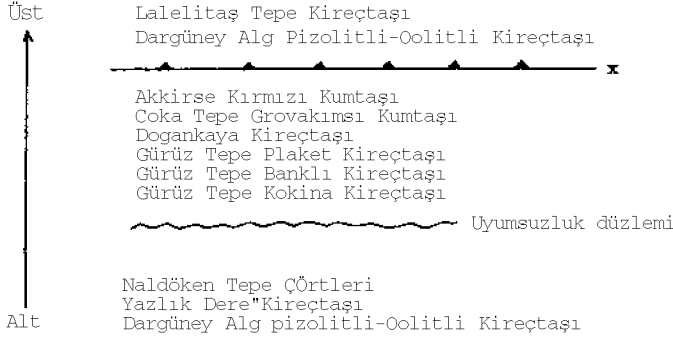 Üst
Lalelitaş Tepe Kireçtaşı
Dargüney Alg Pizolitli-Oolitli Kireçtaşı
x
Akkirse Kırmızı Kumtaşı
Coka Tepe Grovakımsı Kumtaşı
Dogankaya Kireçtaşı
Gürüz Tepe Plaket Kireçtaşı
Gürüz Tepe Banklı Kireçtaşı
Gürüz Tepe Kokina Kireçtaşı
Uyumsuzluk düzlemi
Naldöken Tepe ÇÖrtleri
Yazlık Dere"Kireçtaşı
Alt
Dargüney Alg pizolitli-Oolitli Kireçtaşı